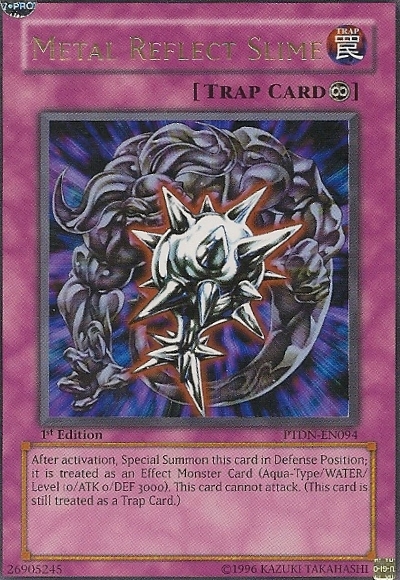 METAL REFLECT SLIME
TRAP
罠
[TRAP CARD∞]
1st Edition
PTDN-EN094
After activation, Special Summon this card in Defense Position;
it is treated as an Effect Monster Card (Aqua-Type/WATER/
Level 10/ATK 0/DEF 3000). This card cannot attack. (This card is
still treated as a Trap Card.)
26905245
©1996 KAZUKI TAKAHASHI